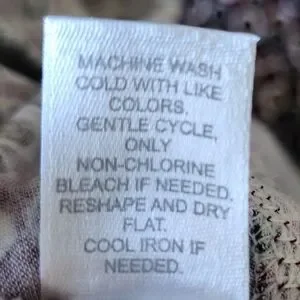 MACHINE WASH
COLD WITH LIKE
COLORS.
GENTLE CYCLE,
ONLY
NON-CHLORINE
BLEACH IF NEEDED.
RESHAPE AND DRY
FLAT.
COOL IRON IF
NEEDED.